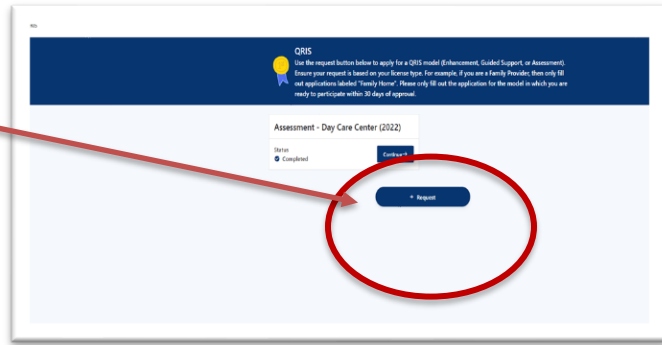 QRIS
Use the request button below to apply for a QRIS model (Enhancement, Guided Support, or Assessment).
Ensure your request is based on your license type. For example, if you are a Family Provider, then only fill
out applications labeled "Family Home". Please only fill out the application for the model in which you are
ready to participate within 30 days of approval.
Assessment - Day Care Center (2022)
Status
Completed
+ Request